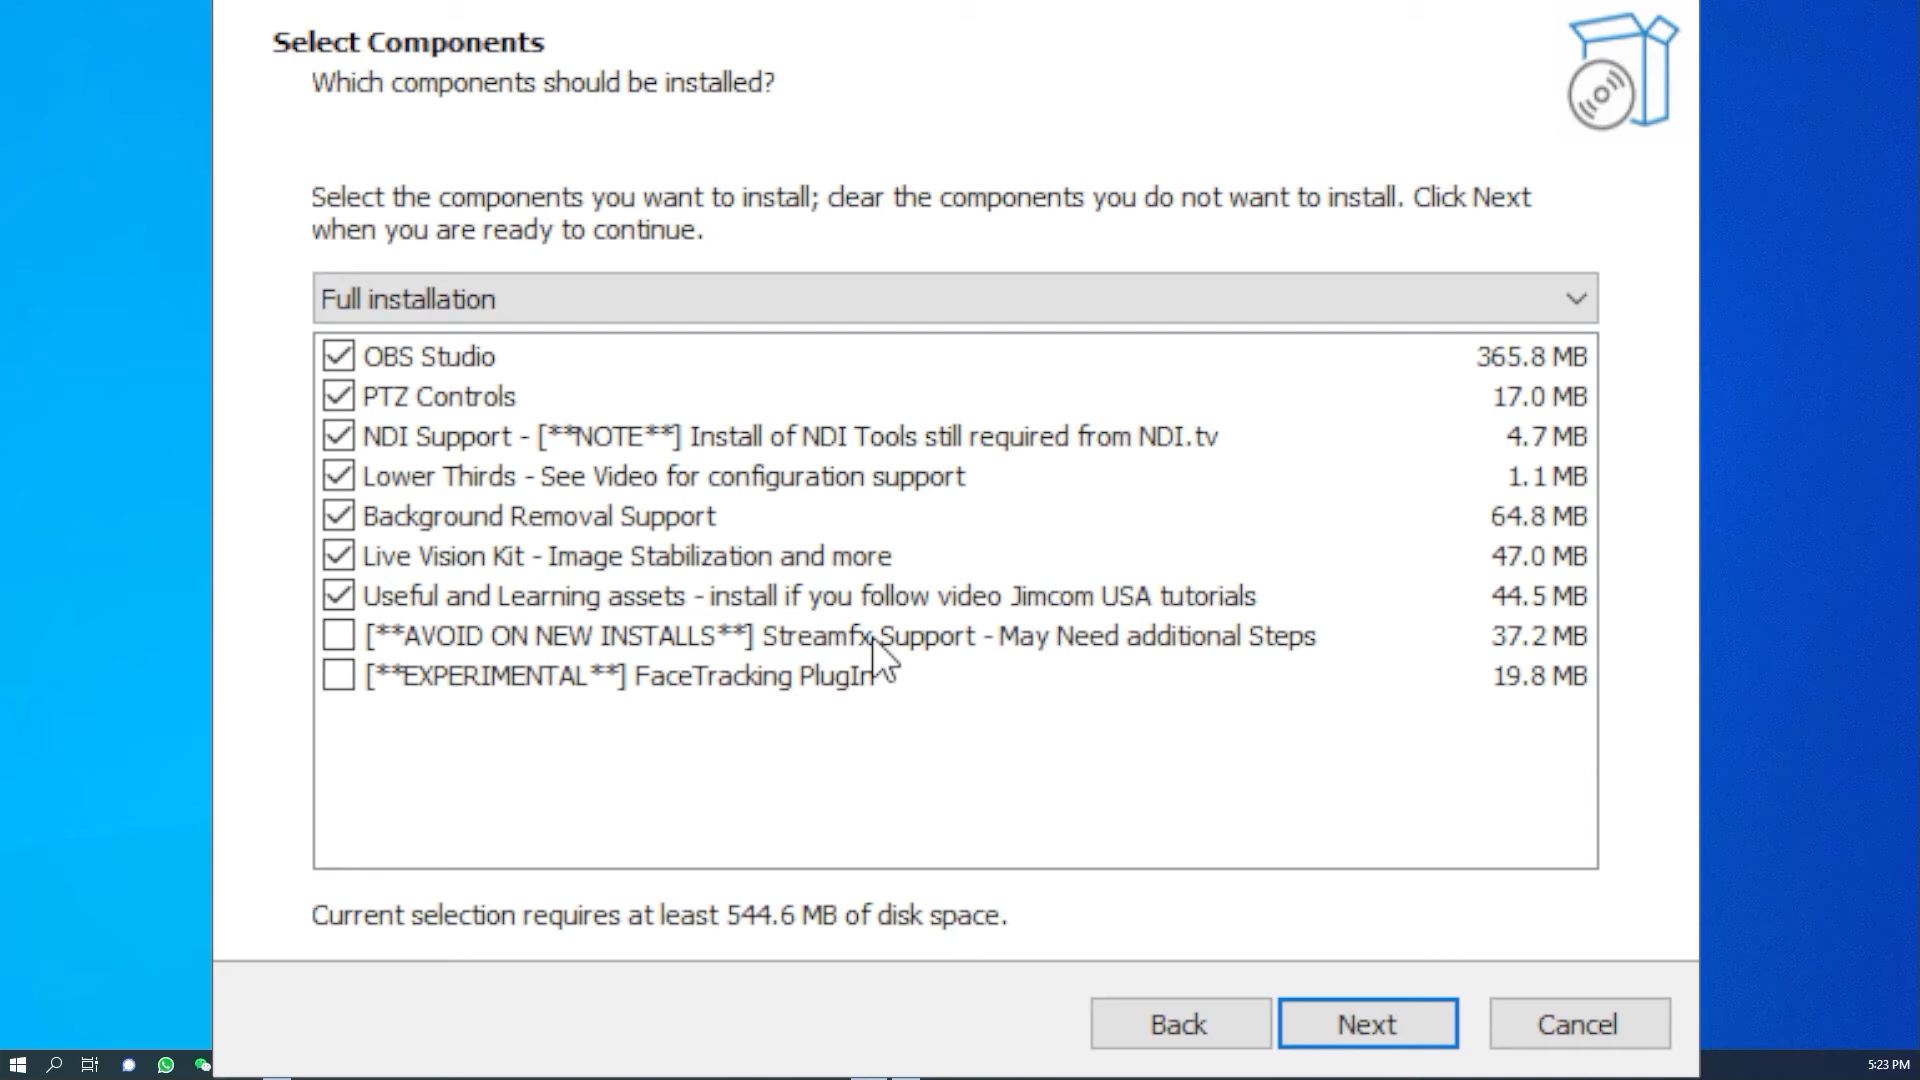 Select Components
Which components should be installed?
Select the components you want to install; clear the components you do not want to install. Click Next
when you are ready to continue.
Full installation
OBS Studio 365.8 MB
PTZ Controls 17.0 MB
NDI Support - [**NOTE**] Install of NDI Tools still required from NDI.tv 4.7 MB
Lower Thirds - See Video for configuration support 1.1 MB
Background Removal Support 64.8 MB
Live Vision Kit - Image Stabilization and more 47.0 MB
Useful and Learning assets - install if you follow video Jimcom USA tutorials 44.5 MB
[**AVOID ON NEW INSTALLS**] Streamfx Support - May Need additional Steps 37.2 MB
[**EXPERIMENTAL**] FaceTracking PlugIn 19.8 MB
Current selection requires at least 544.6 MB of disk space.
Back Next Cancel
5:23 PM